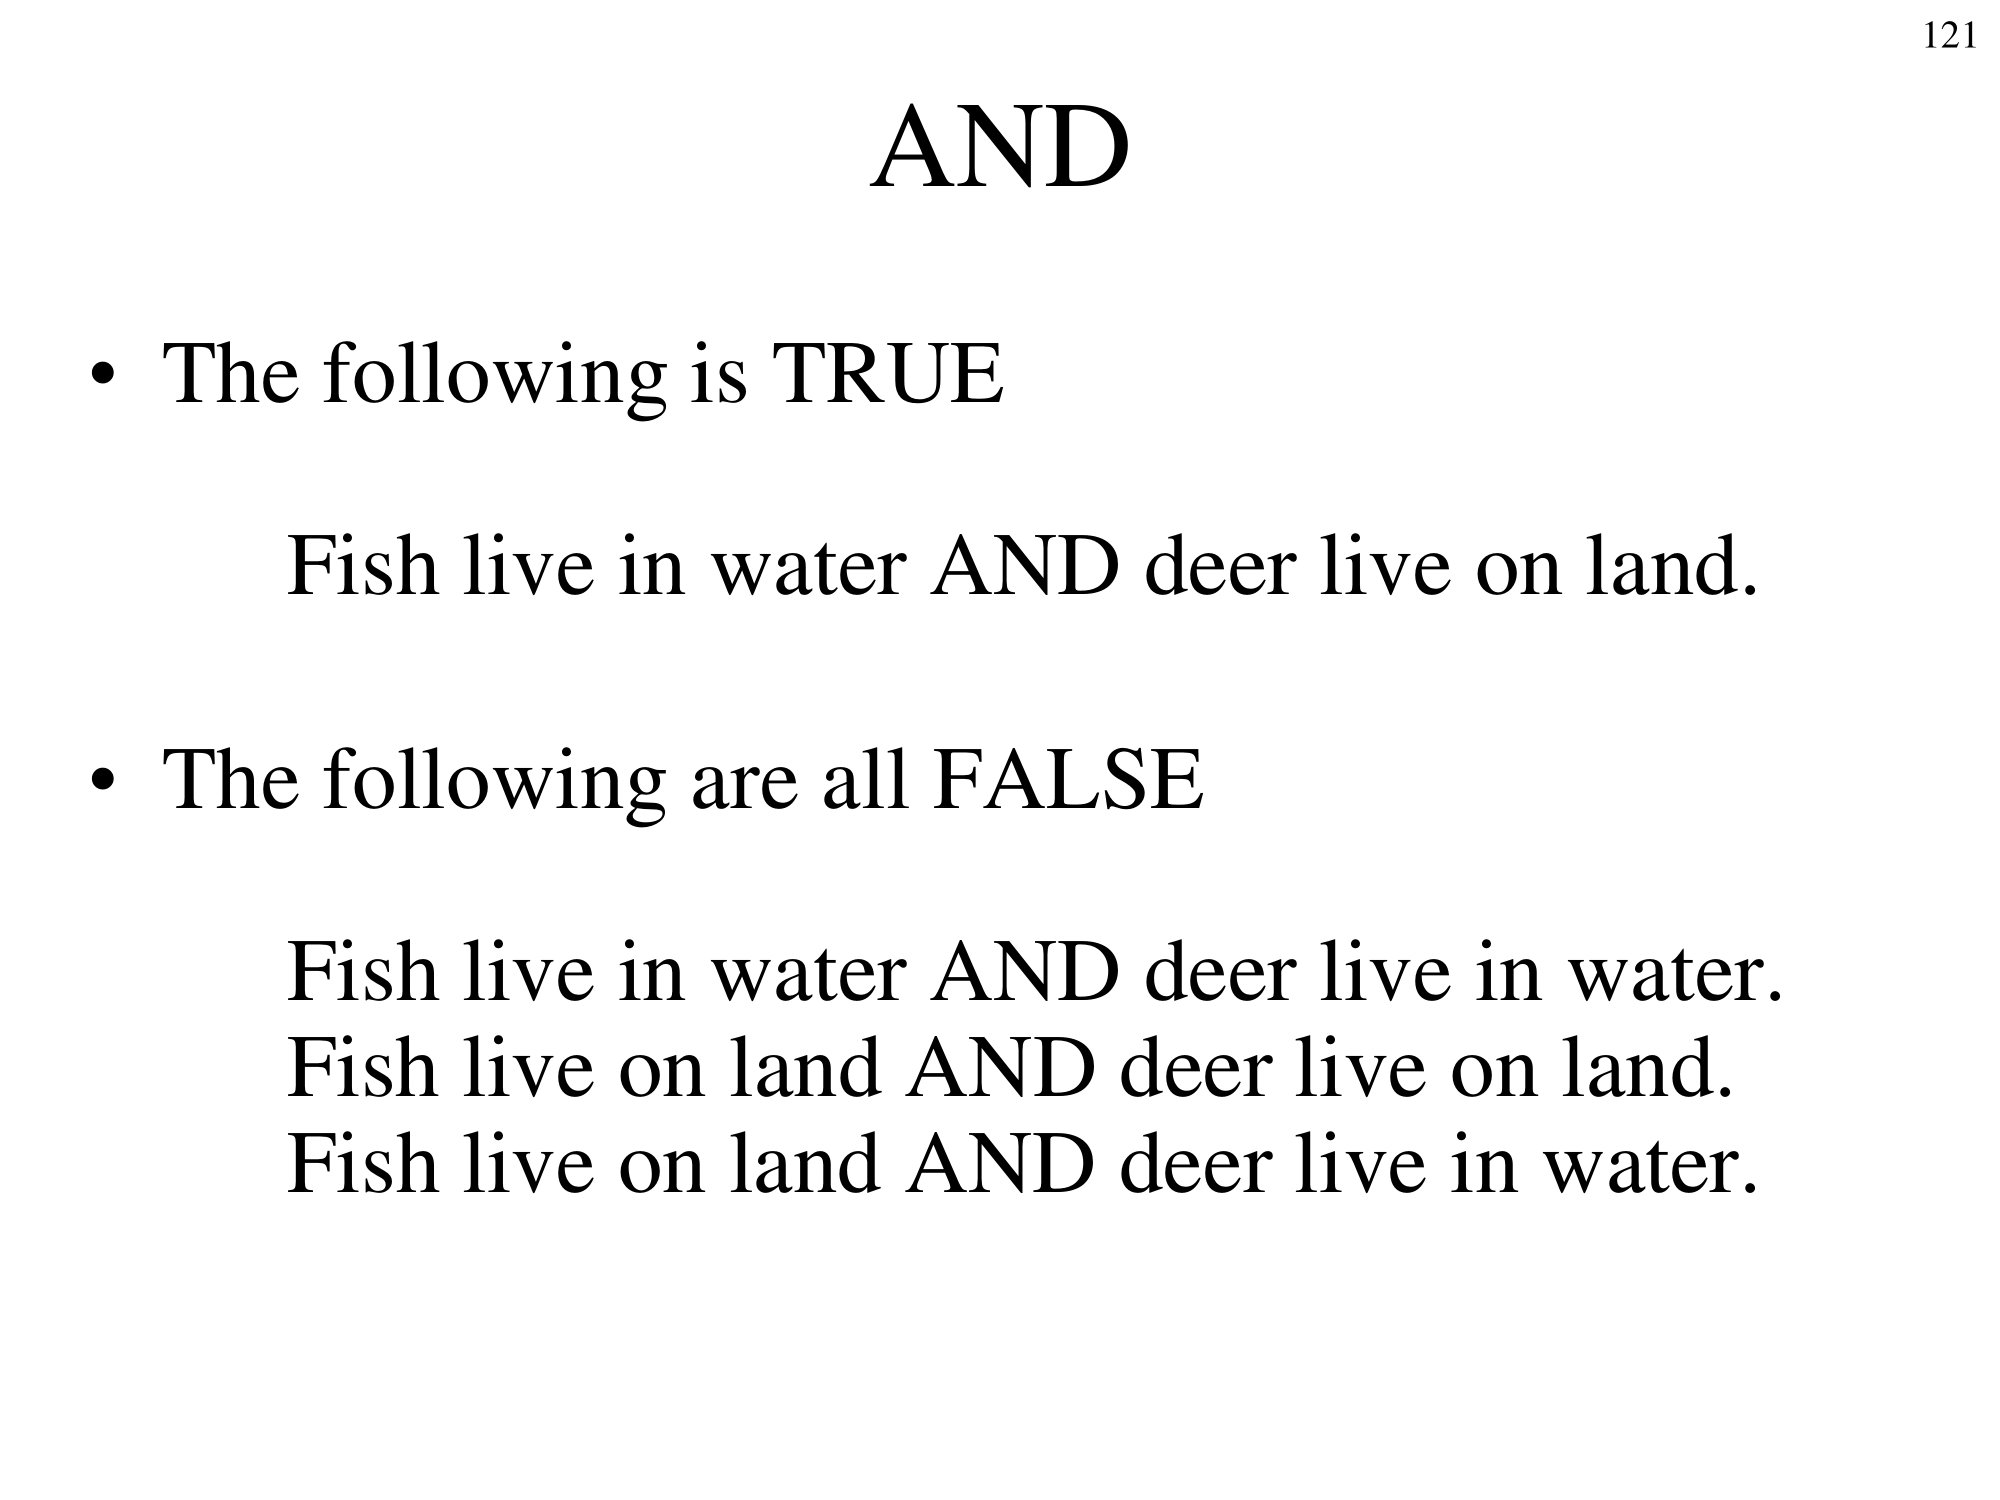 121
AND
• The following is TRUE
Fish live in water AND deer live on land.
• The following are all FALSE
Fish live in water AND deer live in water.
Fish live on land AND deer live on land.
Fish live on land AND deer live in water.